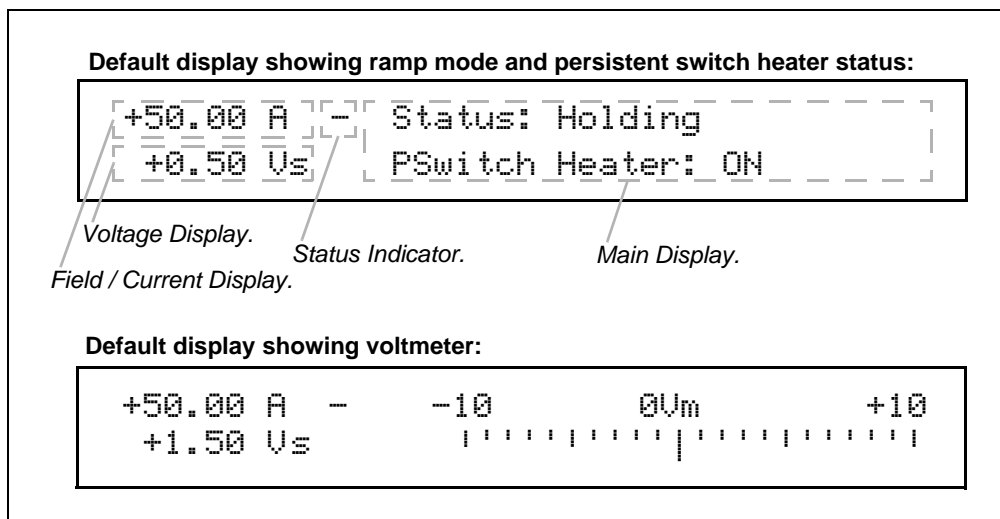 Default display showing ramp mode and persistent switch heater status:
+50.00 A – Status: Holding
+0.50 Vs PSwitch Heater: ON
Voltage Display.
Status Indicator.
Main Display.
Field / Current Display.
Default display showing voltmeter:
+50.00 A – -10 0Vm +10
+1.50 Vs